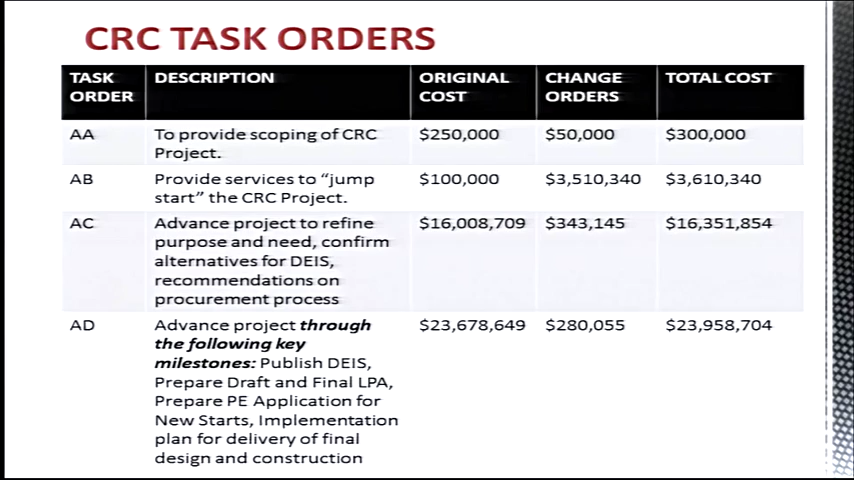 CRC TASK ORDERS
TASK ORDER DESCRIPTION ORIGINAL COST CHANGE ORDERS TOTAL COST
AA To provide scoping of CRC $250,000 $50,000 $300,000
Project.
AB Provide services to “jump $100,000 $3,510,340 $3,610,340
start” the CRC Project.
AC Advance project to refine $16,008,709 $343,145 $16,351,854
purpose and need, confirm
alternatives for DEIS,
recommendations on
procurement process
AD Advance project through $23,678,649 $280,055 $23,958,704
the following key
milestones: Publish DEIS,
Prepare Draft and Final LPA,
Prepare PE Application for
New Starts, Implementation
plan for delivery of final
design and construction